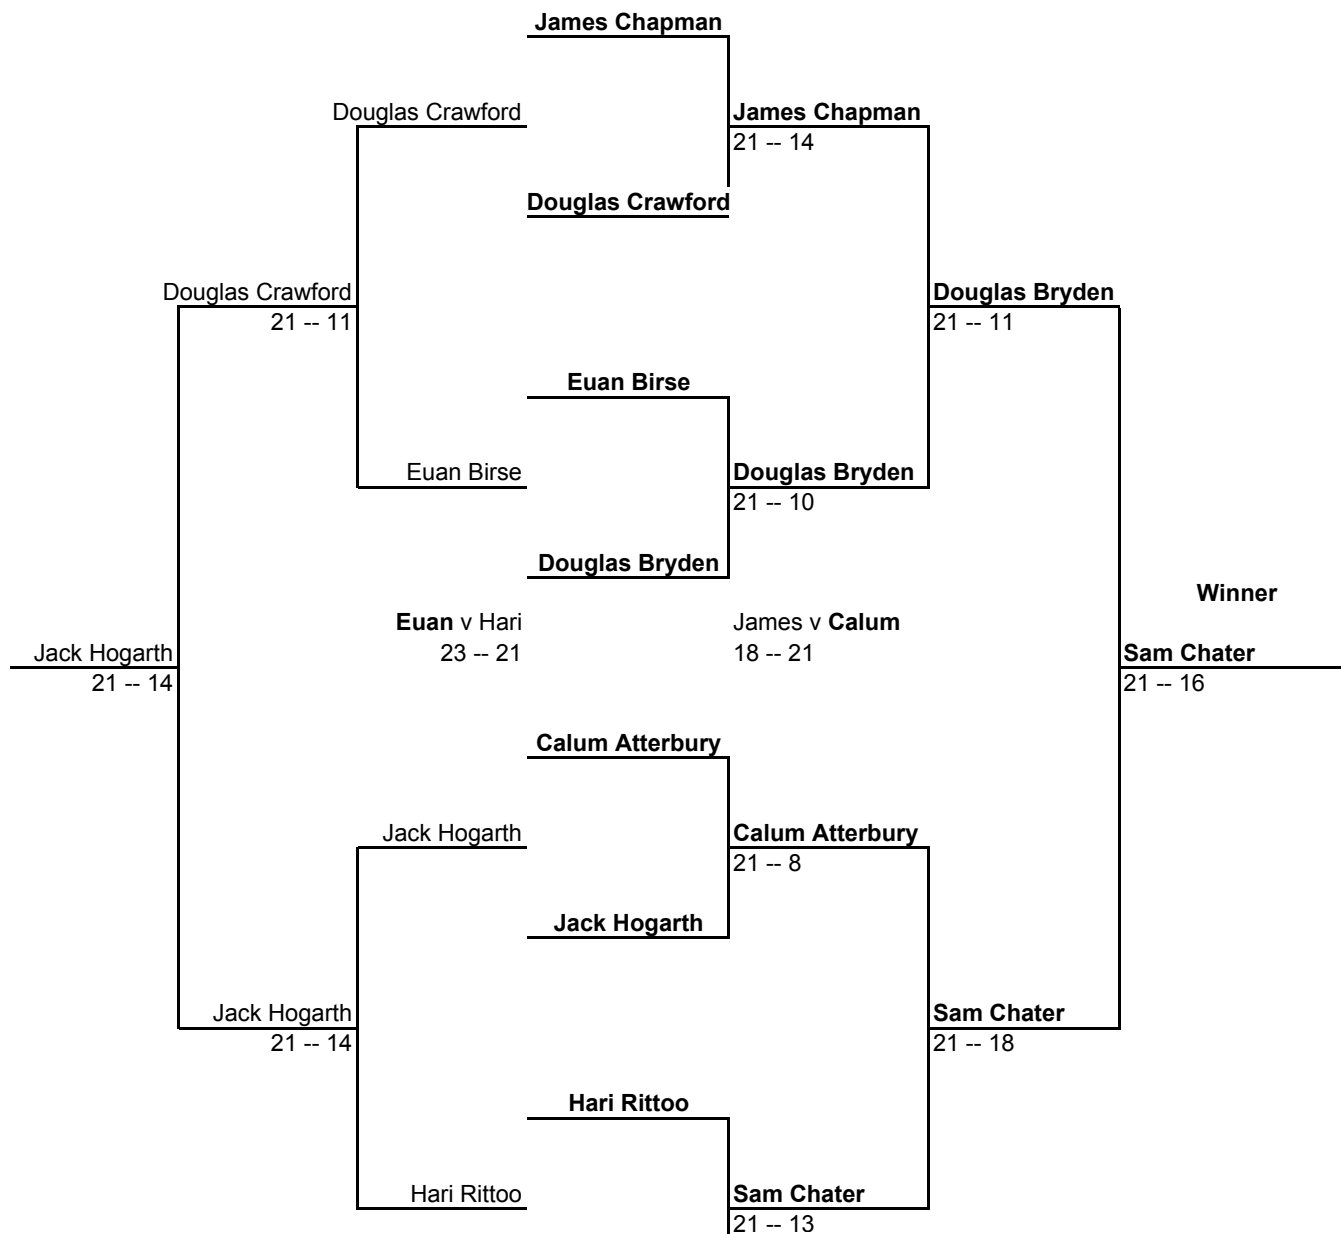 James Chapman
Douglas Crawford
James Chapman
21 -- 14
Douglas Crawford
Douglas Crawford
21 -- 11
Douglas Bryden
21 -- 11
Euan Birse
Euan Birse
Douglas Bryden
21 -- 10
Douglas Bryden
Winner
Euan v Hari
23 -- 21
James v Calum
18 -- 21
Jack Hogarth
21 -- 14
Sam Chater
21 -- 16
Calum Atterbury
Jack Hogarth
Calum Atterbury
21 -- 8
Jack Hogarth
Jack Hogarth
21 -- 14
Sam Chater
21 -- 18
Hari Rittoo
Hari Rittoo
Sam Chater
21 -- 13